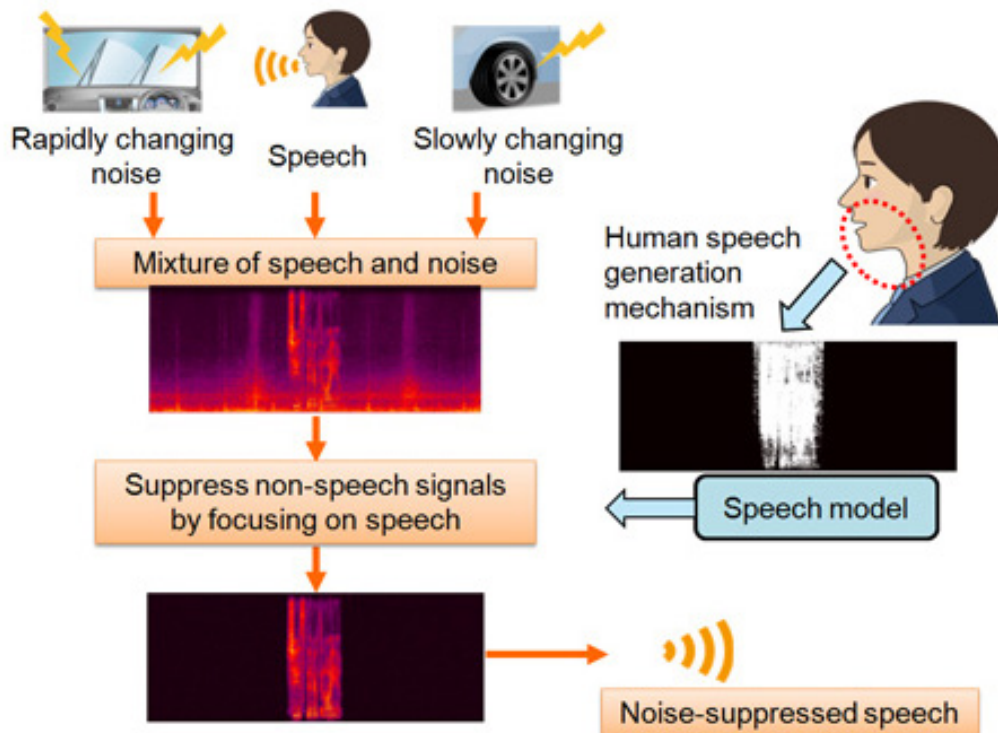 Rapidly changing
noise
Speech
Slowly changing
noise
Mixture of speech and noise
Human speech
generation
mechanism
Suppress non-speech signals
by focusing on speech
Speech model
Noise-suppressed speech